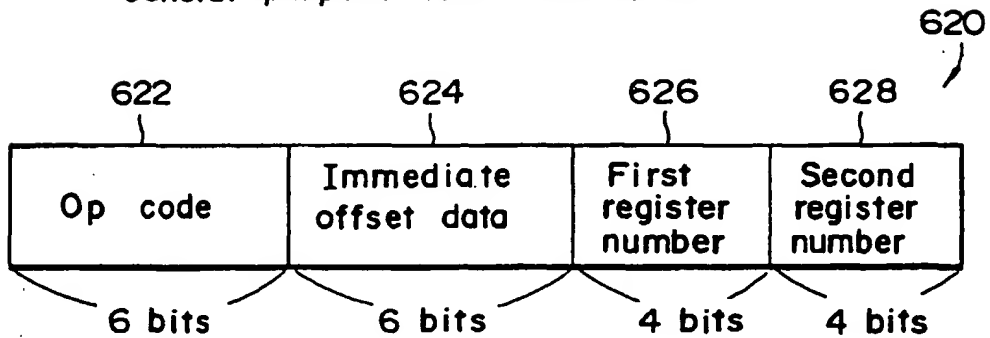 620
622 624 626 628
Op code
Immediate
offset data
First
register
number
Second
register
number
6 bits 6 bits 4 bits 4 bits